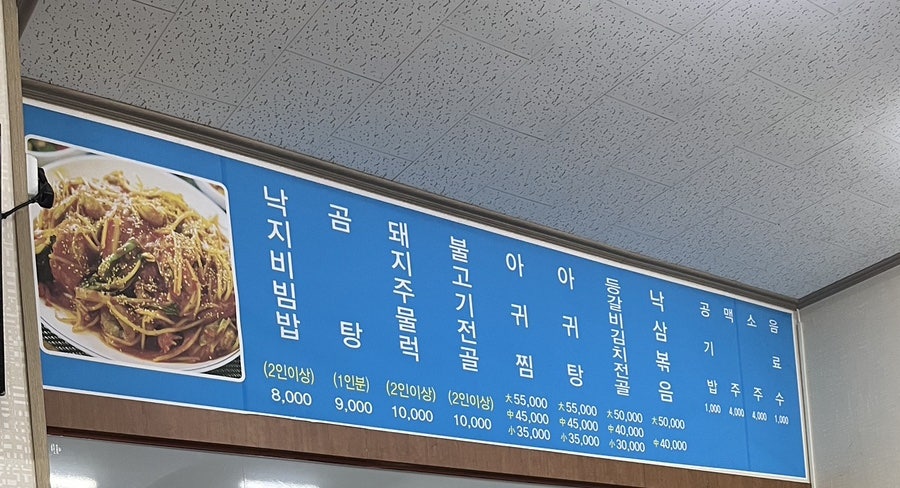 낙지비빔밥
(2인이상)
8,000
곰탕
(1인분)
9,000
돼지주물럭
(2인이상)
10,000
불고기전골
(2인이상)
10,000
아귀찜
大55,000
中45,000
小35,000
아귀탕
大55,000
中45,000
小35,000
등갈비김치전골
大50,000
中40,000
小30,000
낙삼볶음
大50,000
中40,000
공기밥
1,000
맥주
4,000
소주
4,000
음료수
1,000